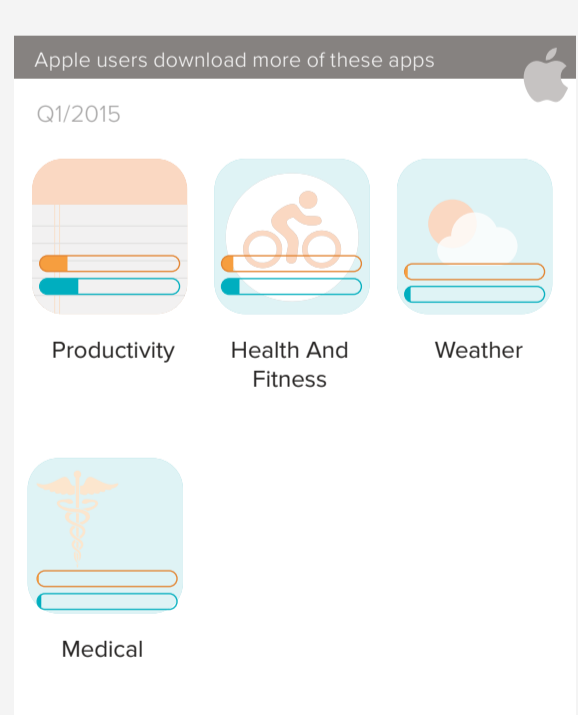 Apple users download more of these apps
Q1/2015
Productivity
Health And
Fitness
Weather
Medical